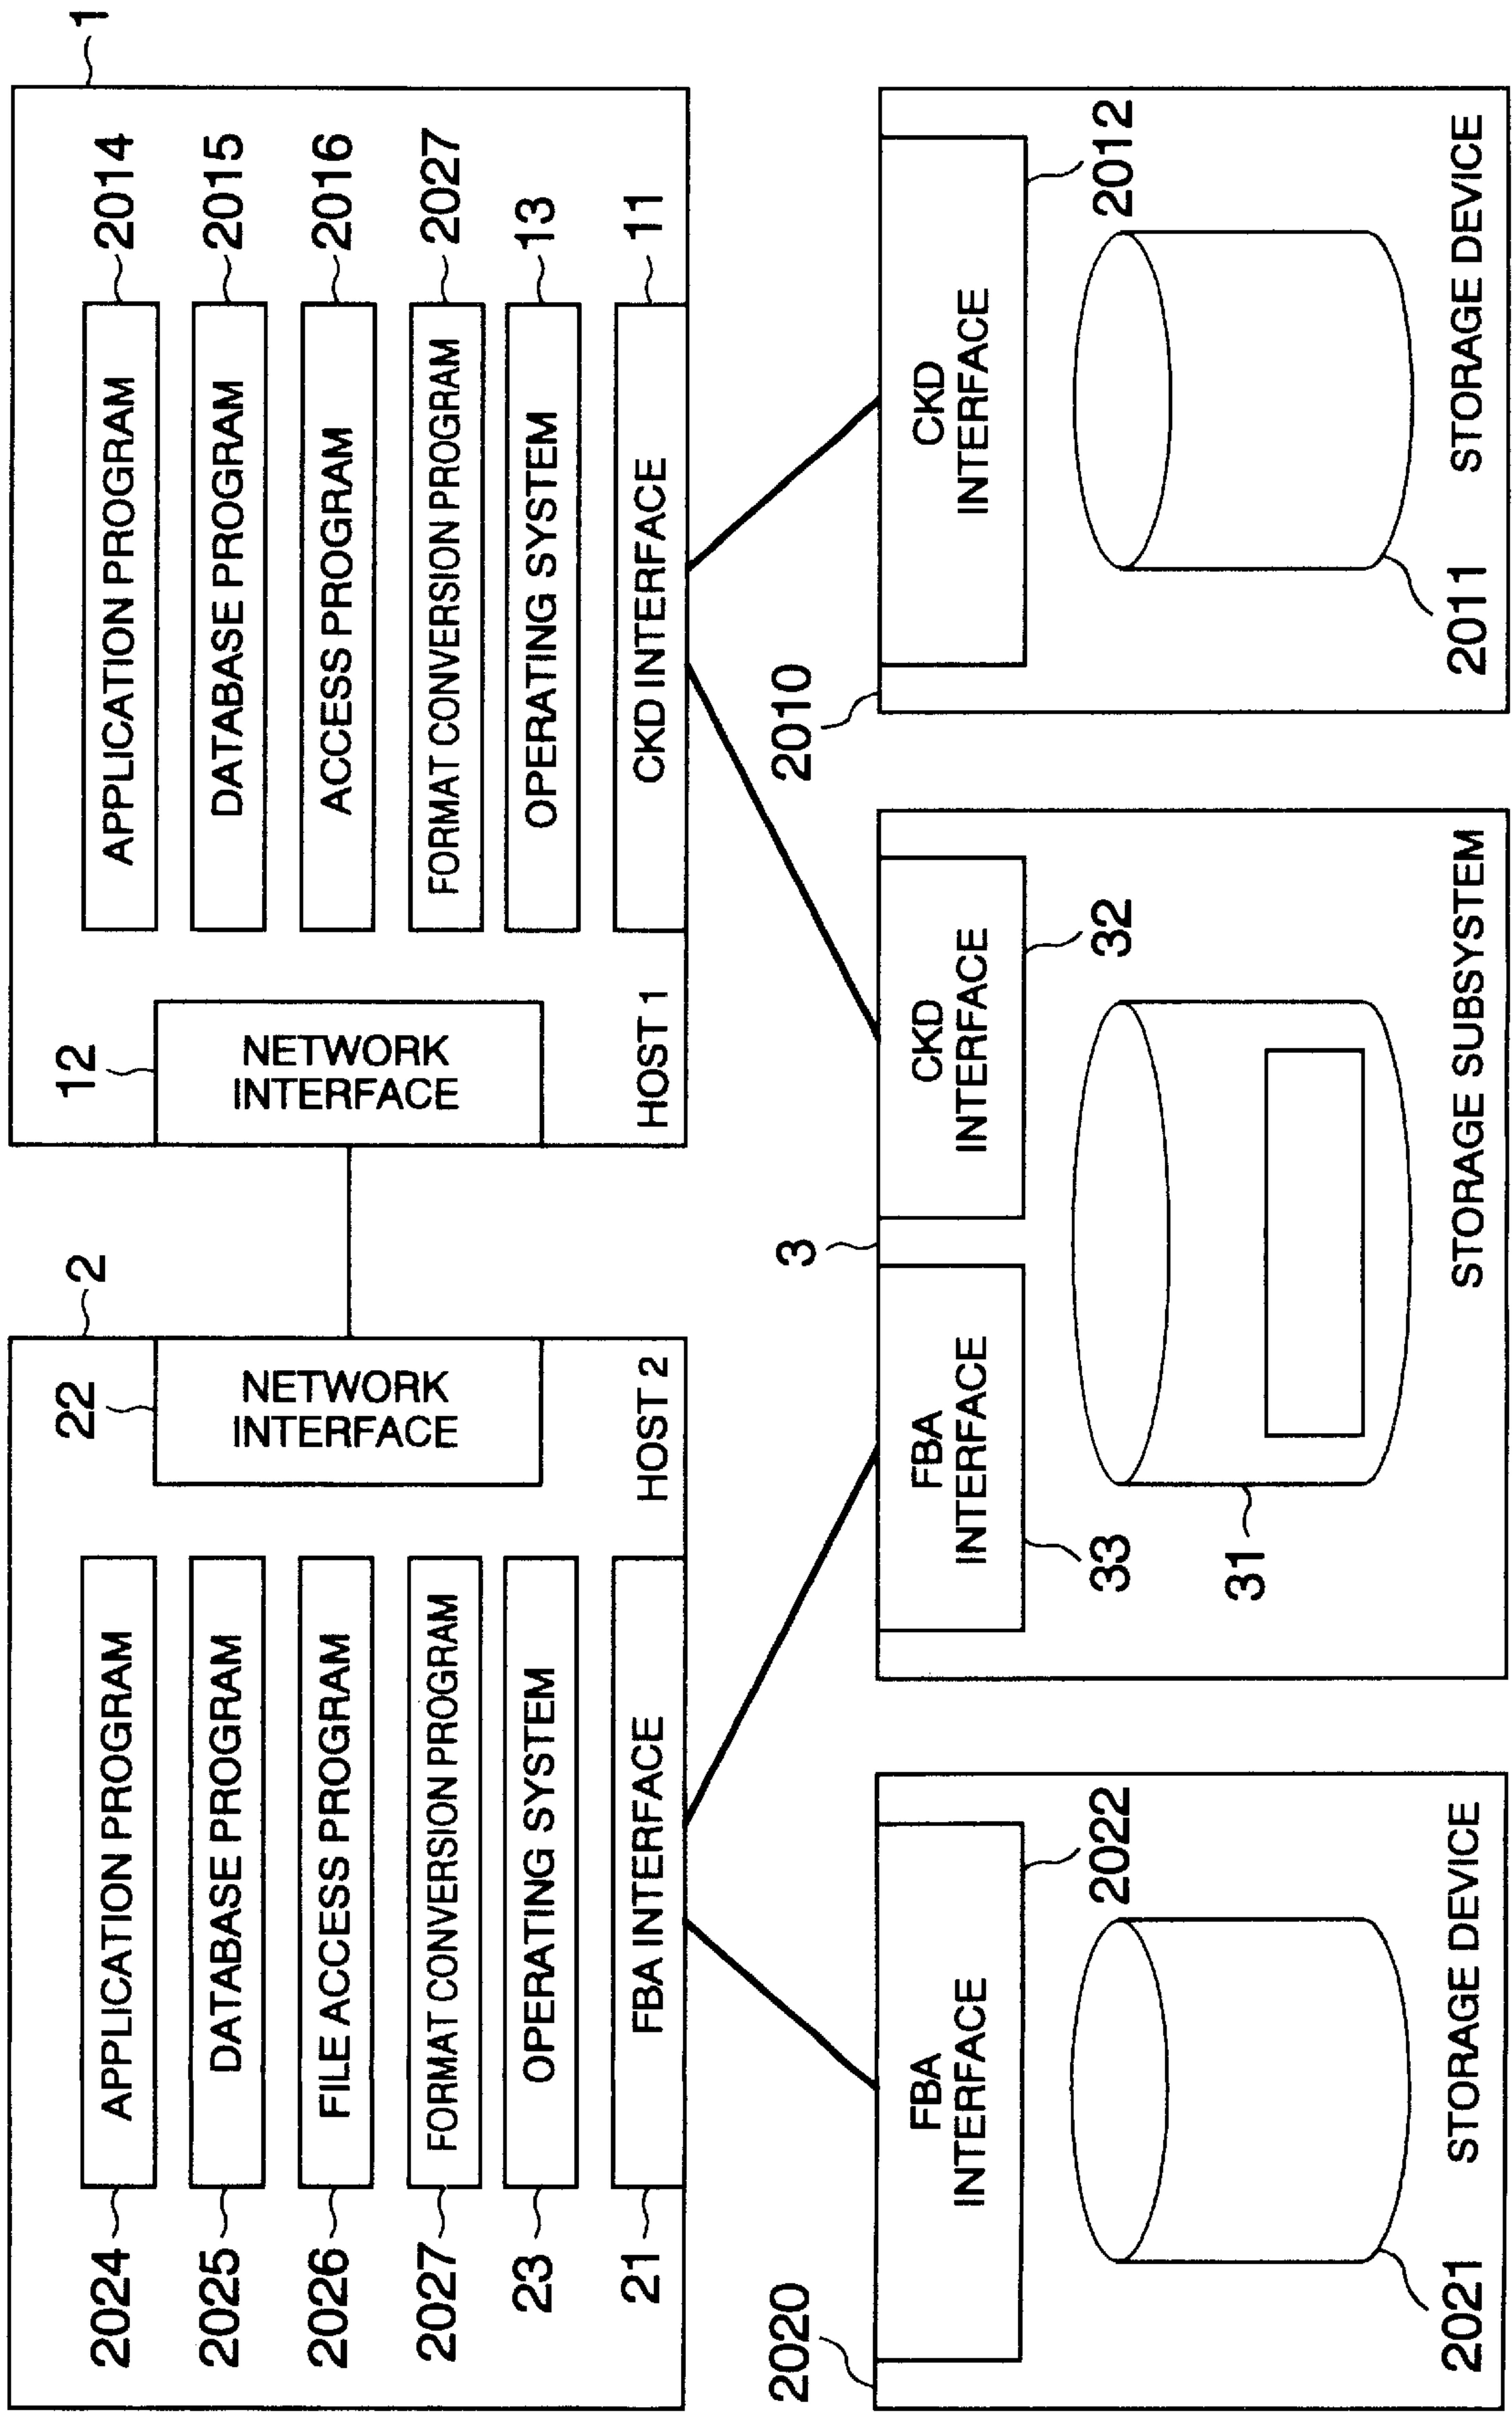 2
1
22
NETWORK
INTERFACE
HOST 2
2024
APPLICATION PROGRAM
2025
DATABASE PROGRAM
2026
FILE ACCESS PROGRAM
2027
FORMAT CONVERSION PROGRAM
23
OPERATING SYSTEM
21
FBA INTERFACE
12
NETWORK
INTERFACE
HOST 1
APPLICATION PROGRAM
2014
DATABASE PROGRAM
2015
ACCESS PROGRAM
2016
FORMAT CONVERSION PROGRAM
2027
OPERATING SYSTEM
13
CKD INTERFACE
11
2020
FBA
INTERFACE
2022
2021
STORAGE DEVICE
3
FBA
INTERFACE
33
CKD
INTERFACE
32
31
STORAGE SUBSYSTEM
2010
CKD
INTERFACE
2012
2011
STORAGE DEVICE